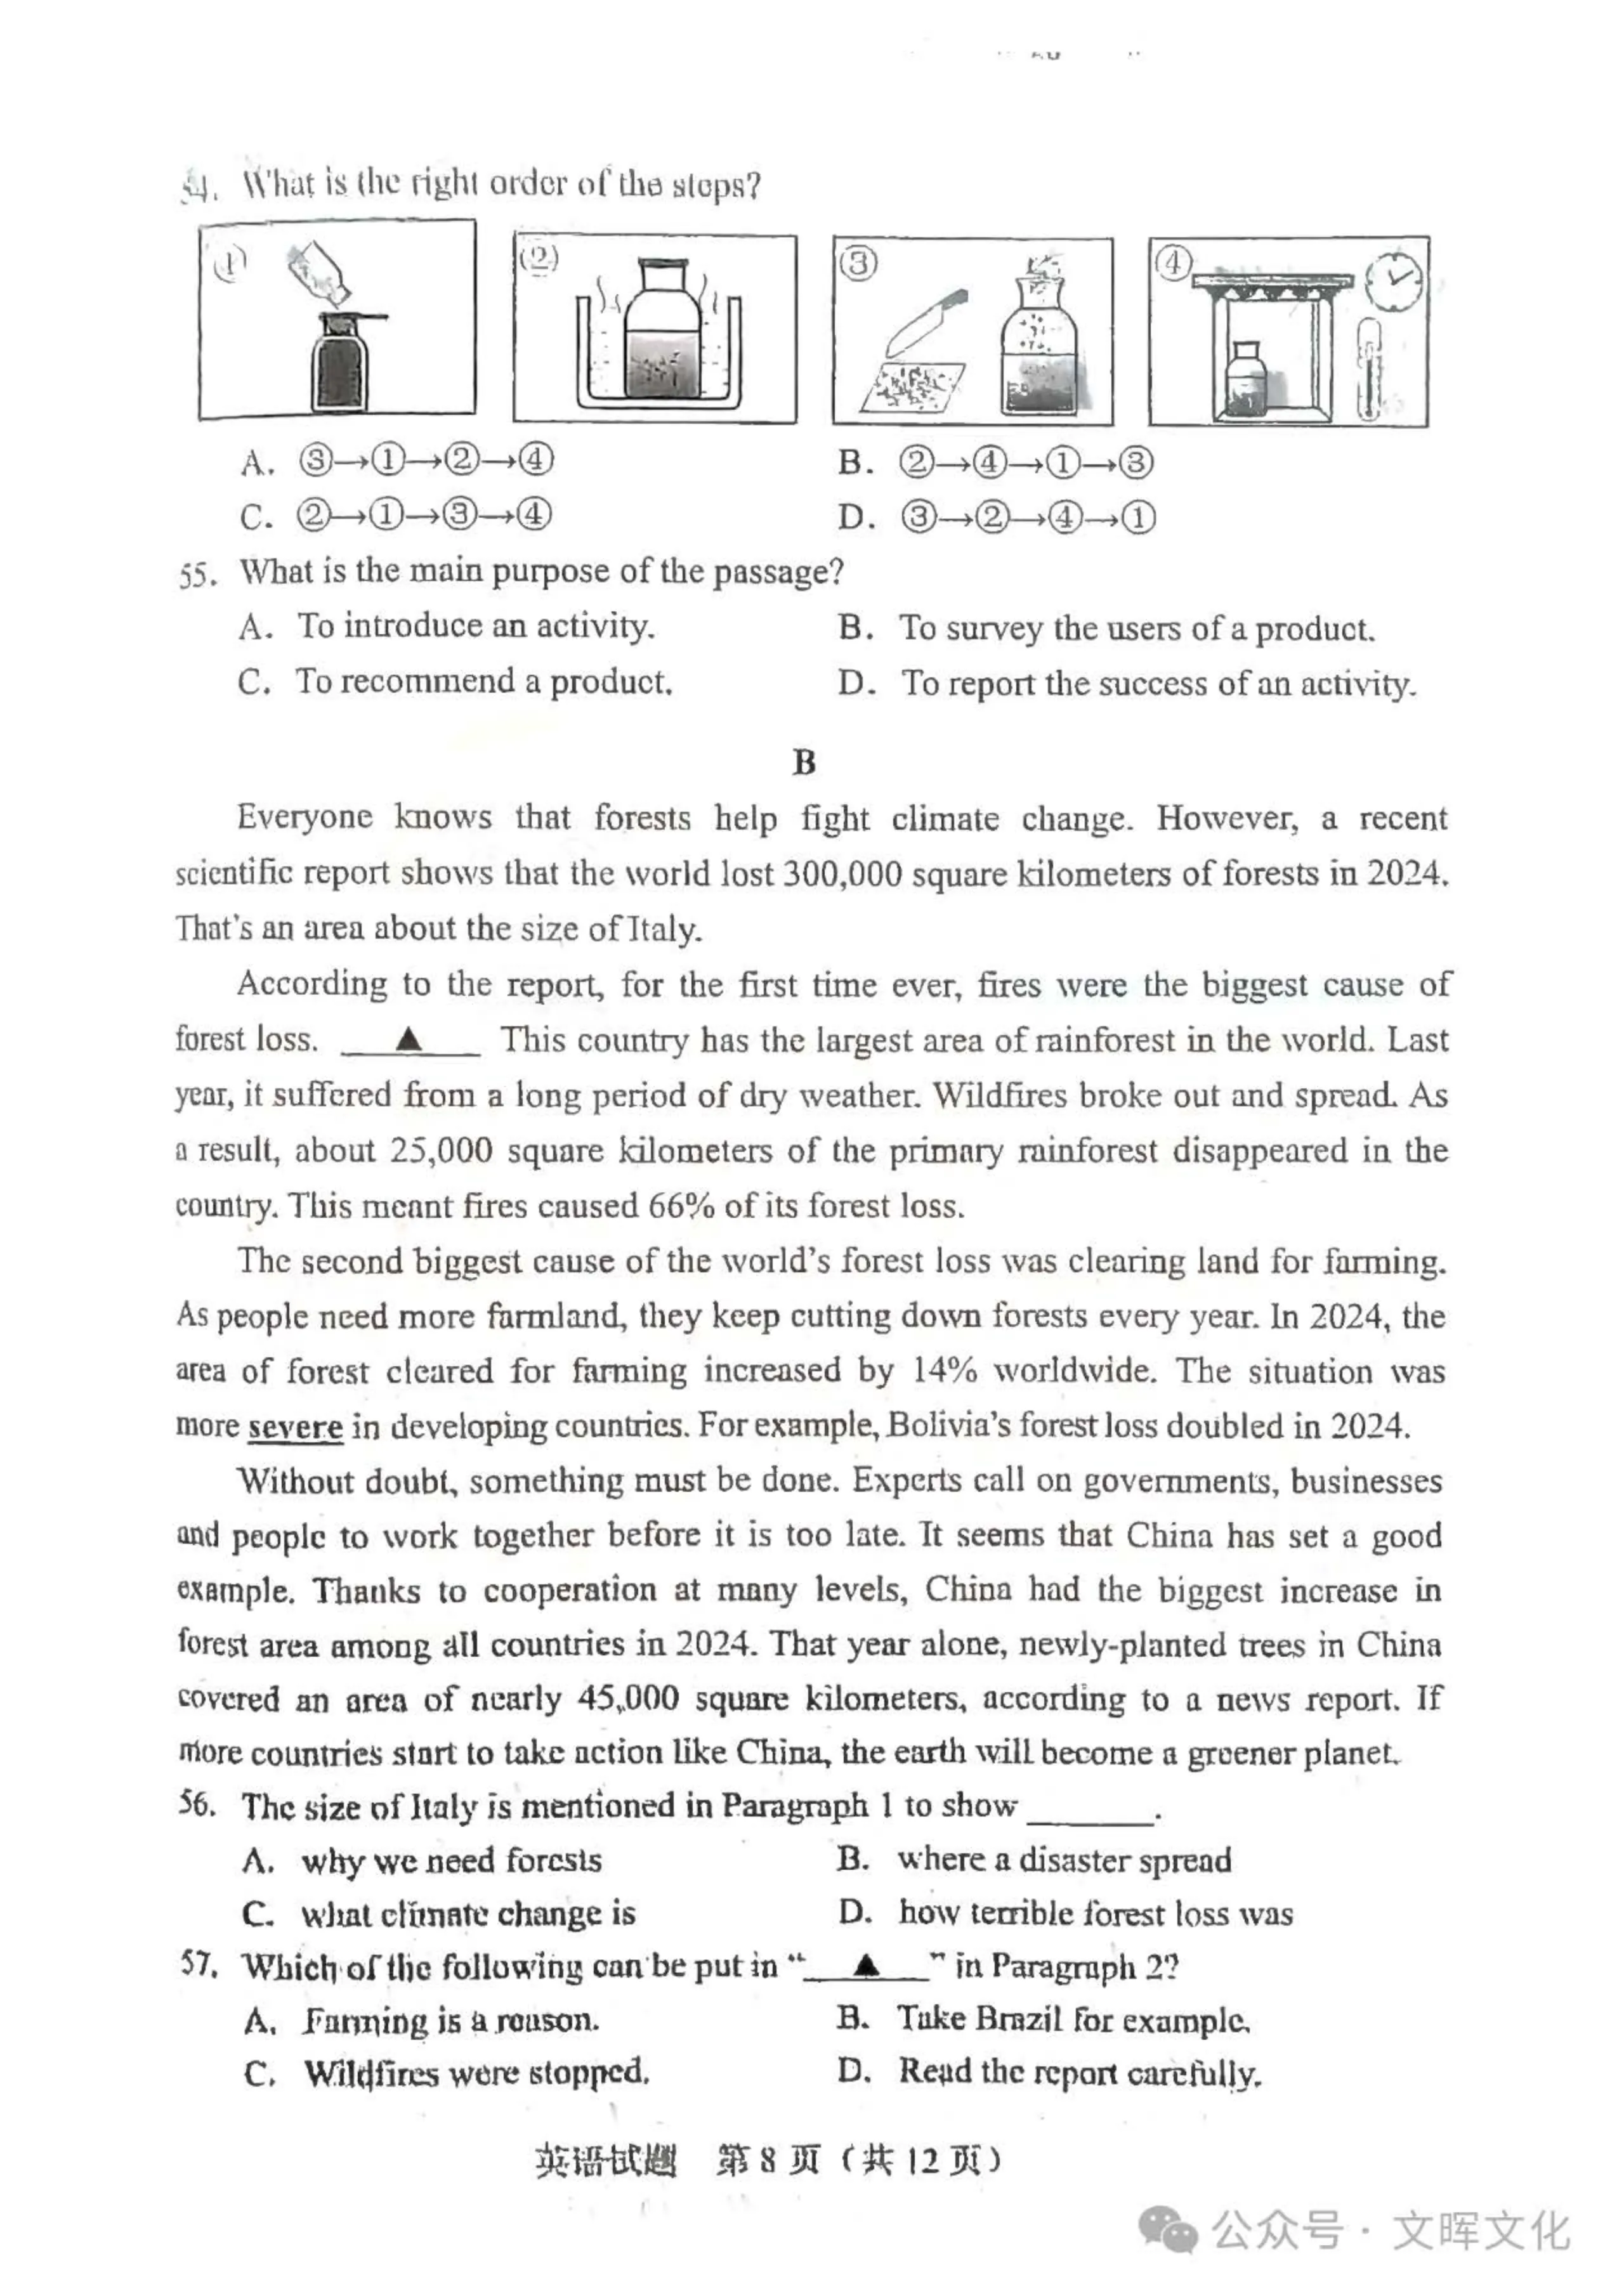 54. What is the right order of the steps?
① ② ③ ④
A. ③→①→②→④ B. ②→④→①→③
C. ②→①→③→④ D. ③→②→④→①
55. What is the main purpose of the passage?
A. To introduce an activity. B. To survey the users of a product.
C. To recommend a product. D. To report the success of an activity.
B
Everyone knows that forests help fight climate change. However, a recent
scientific report shows that the world lost 300,000 square kilometers of forests in 2024.
That's an area about the size of Italy.
According to the report, for the first time ever, fires were the biggest cause of
forest loss. ▲ This country has the largest area of rainforest in the world. Last
year, it suffered from a long period of dry weather. Wildfires broke out and spread. As
a result, about 25,000 square kilometers of the primary rainforest disappeared in the
country. This meant fires caused 66% of its forest loss.
The second biggest cause of the world's forest loss was clearing land for farming.
As people need more farmland, they keep cutting down forests every year. In 2024, the
area of forest cleared for farming increased by 14% worldwide. The situation was
more severe in developing countries. For example, Bolivia's forest loss doubled in 2024.
Without doubt, something must be done. Experts call on governments, businesses
and people to work together before it is too late. It seems that China has set a good
example. Thanks to cooperation at many levels, China had the biggest increase in
forest area among all countries in 2024. That year alone, newly-planted trees in China
covered an area of nearly 45,000 square kilometers, according to a news report. If
more countries start to take action like China, the earth will become a greener planet.
56. The size of Italy is mentioned in Paragraph 1 to show ______.
A. why we need forests B. where a disaster spread
C. what climate change is D. how terrible forest loss was
57. Which of the following can be put in "▲" in Paragraph 2?
A. Farming is a reason. B. Take Brazil for example.
C. Wildfires were stopped. D. Read the report carefully.
英语试题 第8页(共12页)
公众号·文晖文化